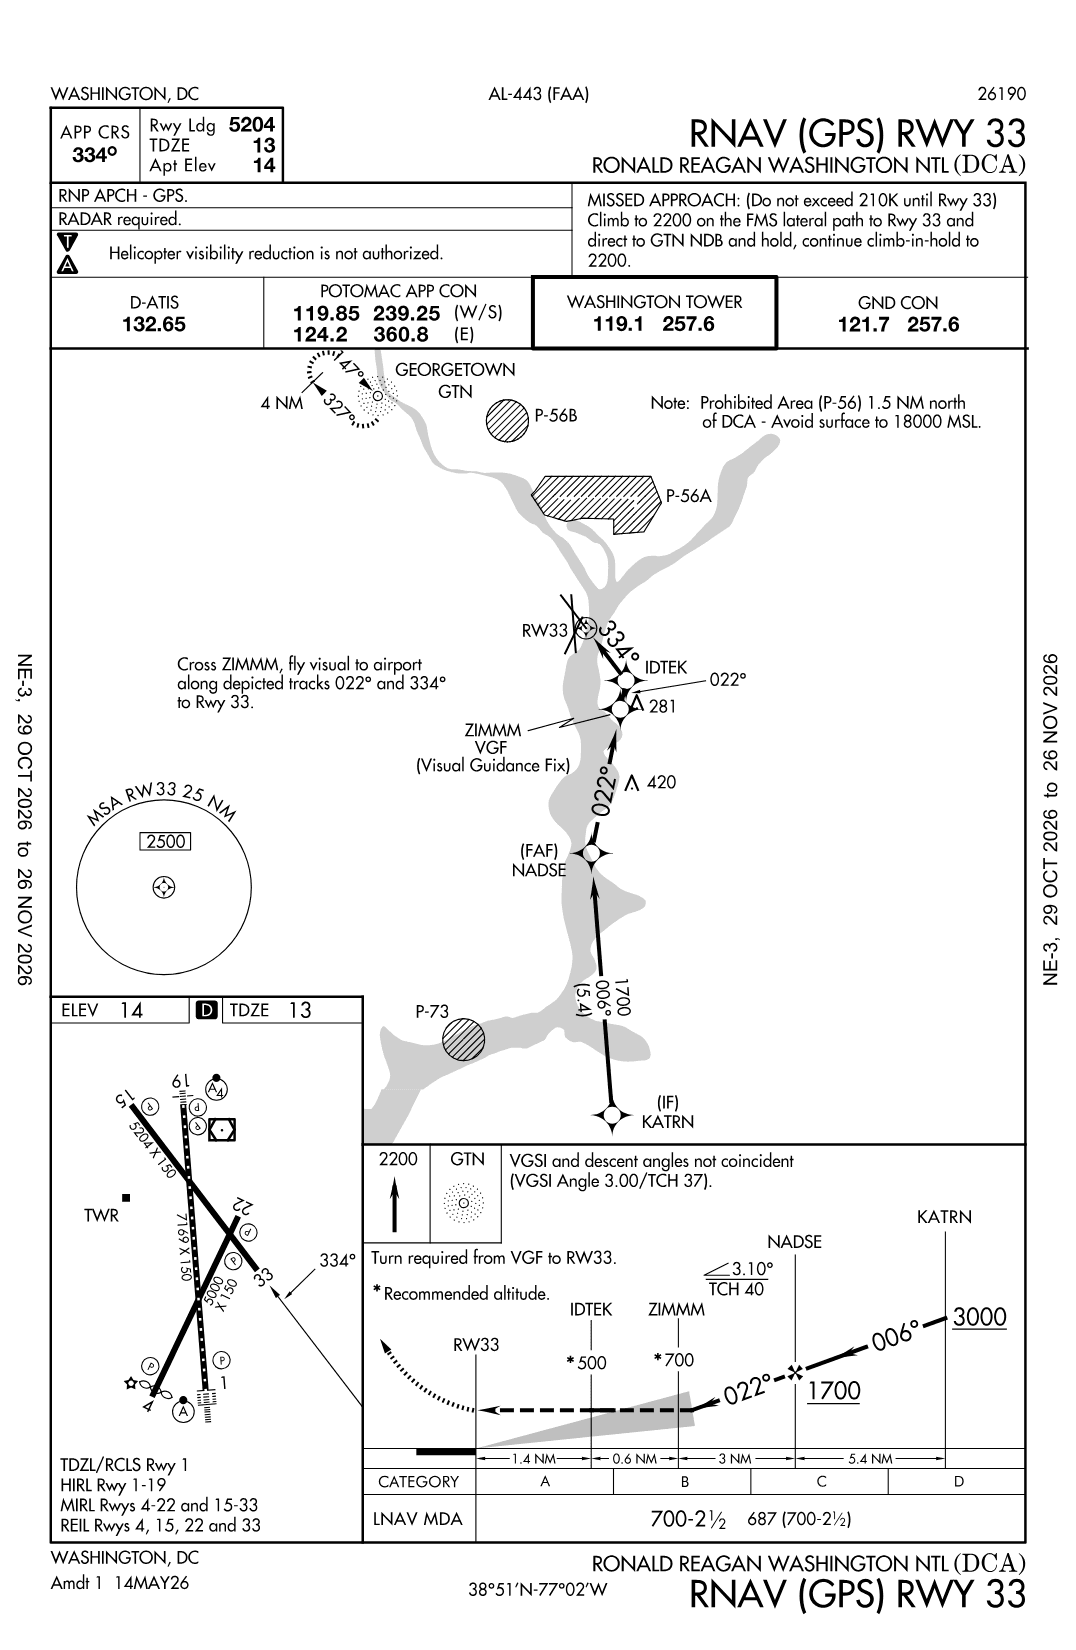 WASHINGTON, DC
AL-443 (FAA)
26190
APP CRS
334°
Rwy Ldg 5204
TDZE 13
Apt Elev 14
RNAV (GPS) RWY 33
RONALD REAGAN WASHINGTON NTL (DCA)
RNP APCH - GPS.
RADAR required.
T
A
Helicopter visibility reduction is not authorized.
MISSED APPROACH: (Do not exceed 210K until Rwy 33)
Climb to 2200 on the FMS lateral path to Rwy 33 and
direct to GTN NDB and hold, continue climb-in-hold to
2200.
D-ATIS
132.65
POTOMAC APP CON
119.85 239.25 (W/S)
124.2 360.8 (E)
WASHINGTON TOWER
119.1 257.6
GND CON
121.7 257.6
147°
327°
4 NM
GEORGETOWN
GTN
P-56B
Note: Prohibited Area (P-56) 1.5 NM north
of DCA - Avoid surface to 18000 MSL.
P-56A
RW33
334°
IDTEK
022°
281
Cross ZIMMM, fly visual to airport
along depicted tracks 022° and 334°
to Rwy 33.
ZIMMM
VGF
(Visual Guidance Fix)
022°
420
(FAF)
NADSE
MSA RW33 25 NM
2500
1700
006°
(5.4)
P-73
(IF)
KATRN
NE-3, 29 OCT 2026 to 26 NOV 2026
NE-3, 29 OCT 2026 to 26 NOV 2026
ELEV 14
D
TDZE 13
15
19
A4
P
P
P
5204 X 150
TWR
22
7169 X 150
P
P
5000
X 150
33
334°
P
P
1
4
A
TDZL/RCLS Rwy 1
HIRL Rwy 1-19
MIRL Rwys 4-22 and 15-33
REIL Rwys 4, 15, 22 and 33
2200
GTN
VGSI and descent angles not coincident
(VGSI Angle 3.00/TCH 37).
Turn required from VGF to RW33.
*Recommended altitude.
3.10°
TCH 40
KATRN
NADSE
IDTEK
ZIMMM
RW33
*500
*700
3000
006°
022°
1700
1.4 NM
0.6 NM
3 NM
5.4 NM
CATEGORY
A
B
C
D
LNAV MDA
700-2½ 687 (700-2½)
WASHINGTON, DC
Amdt 1 14MAY26
38°51'N-77°02'W
RONALD REAGAN WASHINGTON NTL (DCA)
RNAV (GPS) RWY 33